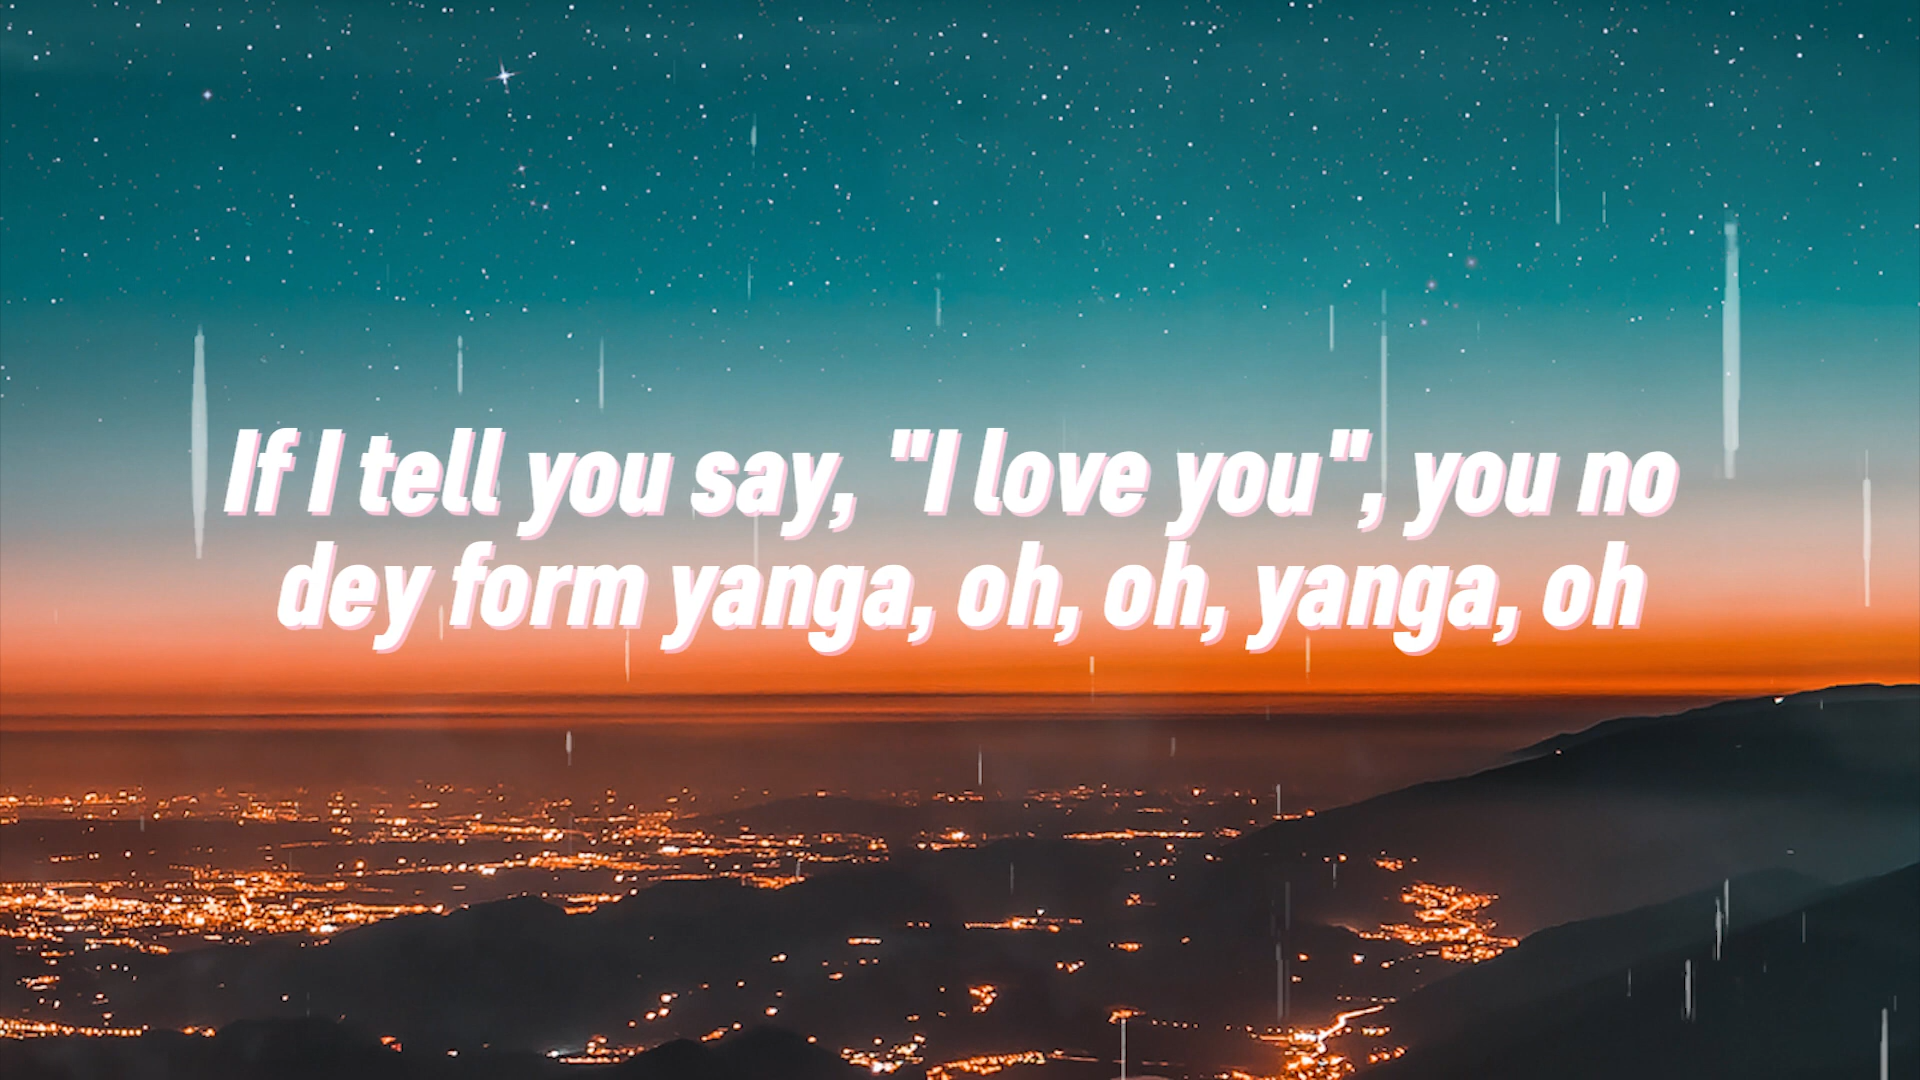 If I tell you say, "I love you", you no
dey form yanga, oh, oh, yanga, oh